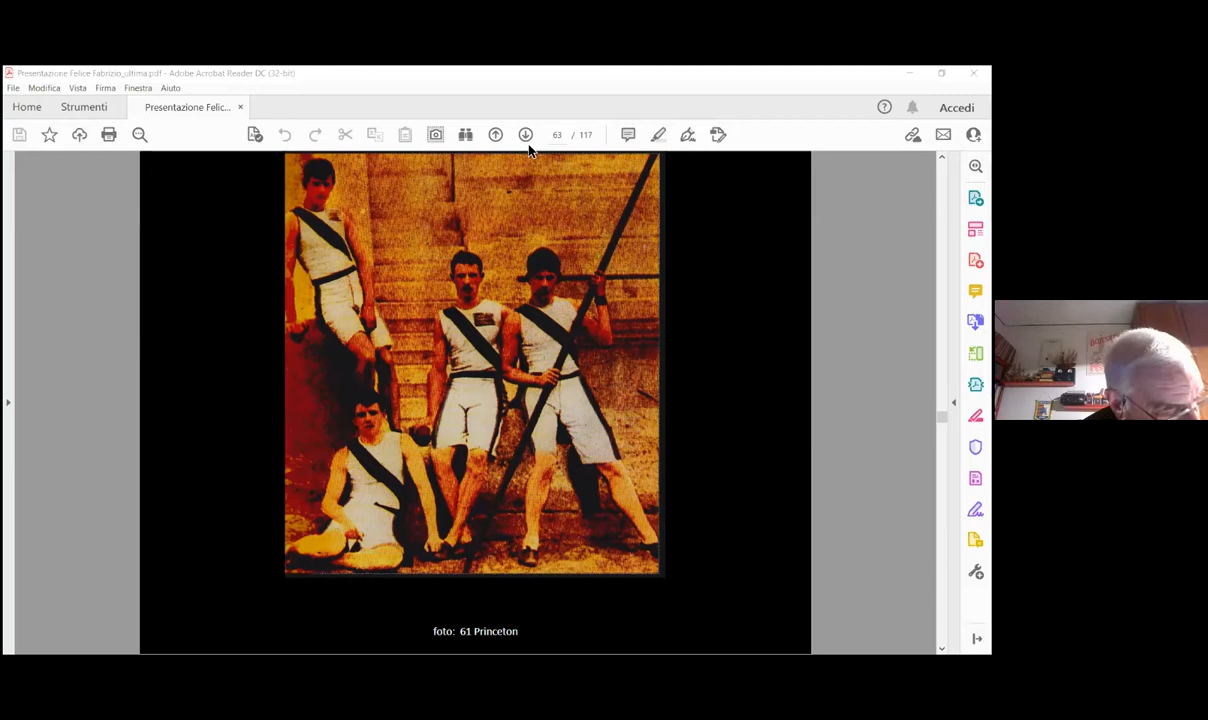 Presentazione Felice Fabrizio_ultima.pdf - Adobe Acrobat Reader DC (32-bit)
File Modifica Vista Firma Finestra Aiuto
Home Strumenti Presentazione Felic... × Accedi
63 / 117
foto: 61 Princeton